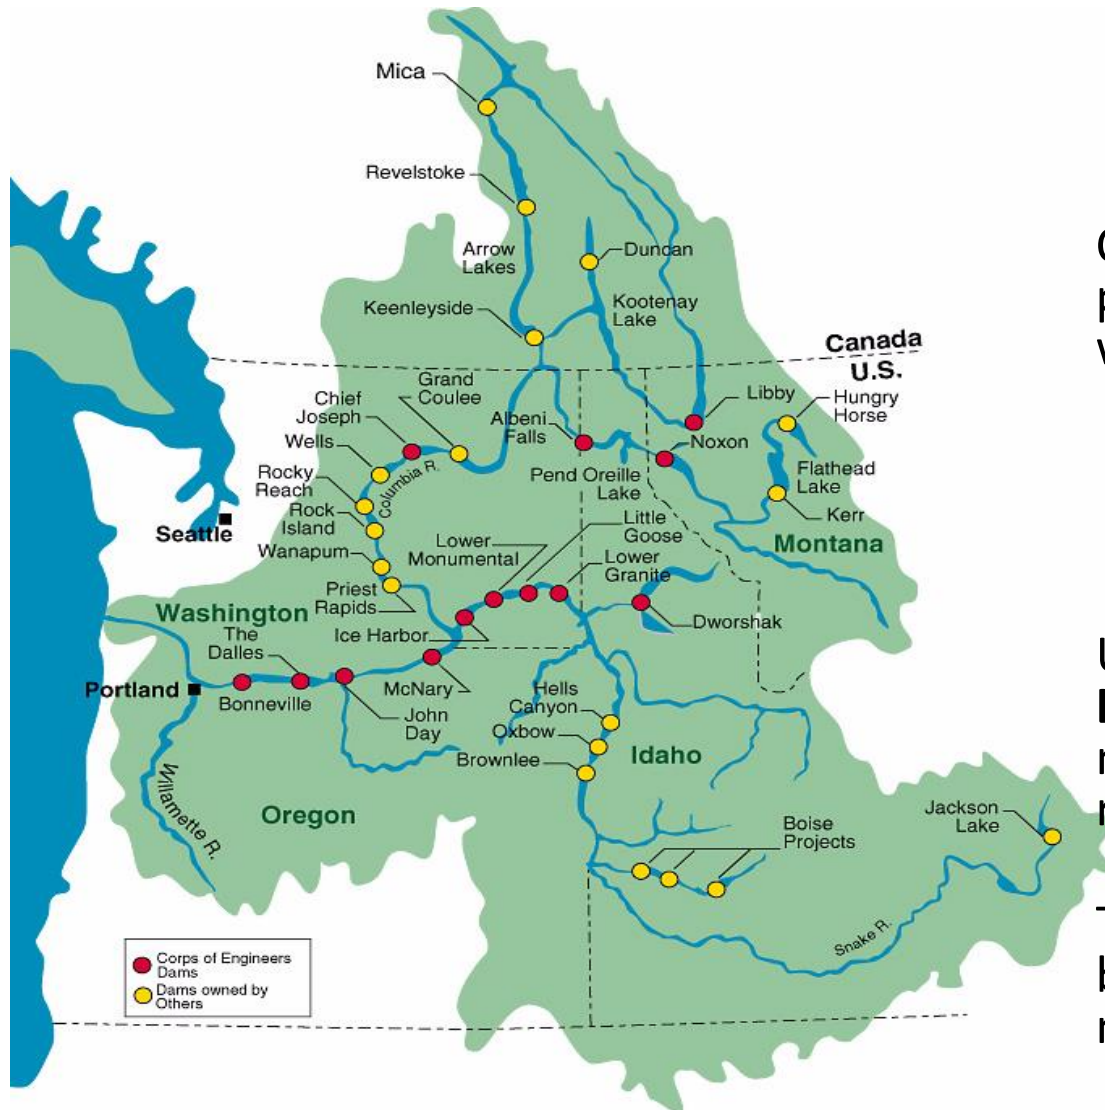 Mica
Revelstoke
Arrow
Lakes
Duncan
Kootenay
Lake
Keenleyside
Canada
U.S.
Grand
Coulee
Chief
Joseph
Albeni
Falls
Libby
Hungry
Horse
Wells
Noxon
Columbia R.
Rocky
Reach
Pend Oreille
Lake
Flathead
Lake
Rock
Island
Kerr
Seattle
Little
Goose
Lower
Monumental
Montana
Wanapum
Lower
Granite
Priest
Rapids
Washington
Ice Harbor
Dworshak
The
Dalles
Portland
Bonneville
McNary
John
Day
Hells
Canyon
Oxbow
Idaho
Brownlee
Willamette R.
Oregon
Boise
Projects
Jackson
Lake
Snake R.
Corps of Engineers
Dams
Dams owned by
Others